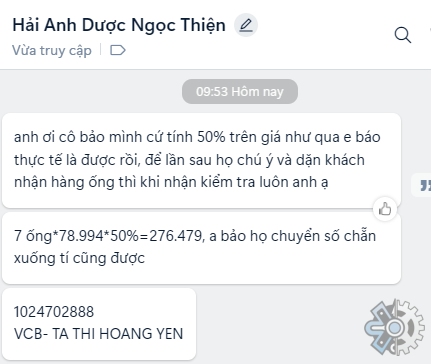 Hải Anh Dược Ngọc Thiện
Vừa truy cập
09:53 Hôm nay
anh ơi cô bảo mình cứ tính 50% trên giá như qua e báo
thực tế là được rồi, để lần sau họ chú ý và dặn khách
nhận hàng ống thì khi nhận kiểm tra luôn anh ạ
7 ống*78.994*50%=276.479, a bảo họ chuyển số chẵn
xuống tí cũng được
1024702888
VCB- TA THI HOANG YEN